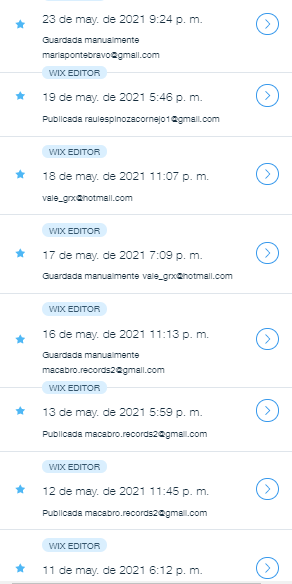 23 de may. de 2021 9:24 p. m.
Guardada manualmente
mariapontebravo@gmail.com
WIX EDITOR
19 de may. de 2021 5:46 p. m.
Publicada raulespinozacornejo1@gmail.com
WIX EDITOR
18 de may. de 2021 11:07 p. m.
vale_grx@hotmail.com
WIX EDITOR
17 de may. de 2021 7:09 p. m.
Guardada manualmente vale_grx@hotmail.com
WIX EDITOR
16 de may. de 2021 11:13 p. m.
Guardada manualmente
macabro.records2@gmail.com
WIX EDITOR
13 de may. de 2021 5:59 p. m.
Publicada macabro.records2@gmail.com
WIX EDITOR
12 de may. de 2021 11:45 p. m.
Publicada macabro.records2@gmail.com
WIX EDITOR
11 de may. de 2021 6:12 p. m.